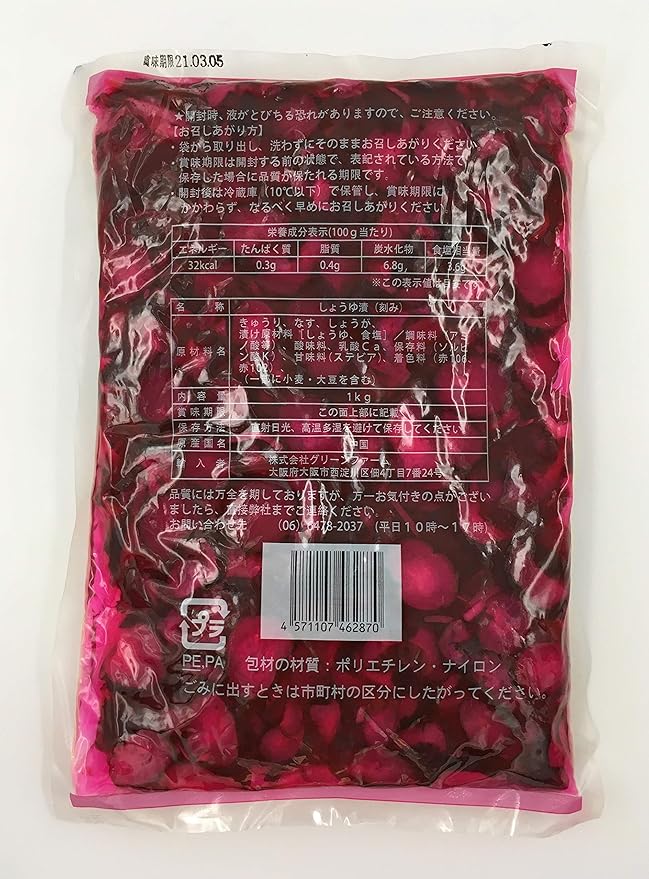 賞味期限21.03.05
★開封時、液がとびちる恐れがありますので、ご注意ください。
【お召しあがり方】
・袋から取り出し、洗わずにそのままお召しあがりください
・賞味期限は開封する前の状態で、表記されている方法で
保存した場合に品質が保たれる期限です。
・開封後は冷蔵庫（10℃以下）で保管し、賞味期限に
かかわらず、なるべく早めにお召しあがりください。
栄養成分表示(100g当たり)
エネルギー たんぱく質 脂質 炭水化物 食塩相当量
32kcal 0.3g 0.4g 6.8g 3.6g
※この表示値は目安です
名称 しょうゆ漬（刻み）
原材料名 きゅうり、なす、しょうが、
漬け原材料［しょうゆ、食塩］／調味料（アミ
ノ酸等）、酸味料、乳酸Ca、保存料（ソルビ
ン酸K）、甘味料（ステビア）、着色料（赤106、
赤102）、
（一部に小麦・大豆を含む）
内容量 1kg
賞味期限 この面上部に記載
保存方法 直射日光、高温多湿を避けて保存してください
原産国名 中国
輸入者 株式会社グリーンファーム
大阪府大阪市西淀川区佃4丁目7番24号
品質には万全を期しておりますが、万一お気付きの点がござい
ましたら、直接弊社までご連絡ください。
お問い合わせ先 (06) 6478-2037 （平日10時～17時）
4 571107 462870
プラ
PE,PA 包材の材質：ポリエチレン・ナイロン
ごみに出すときは市町村の区分にしたがってください。